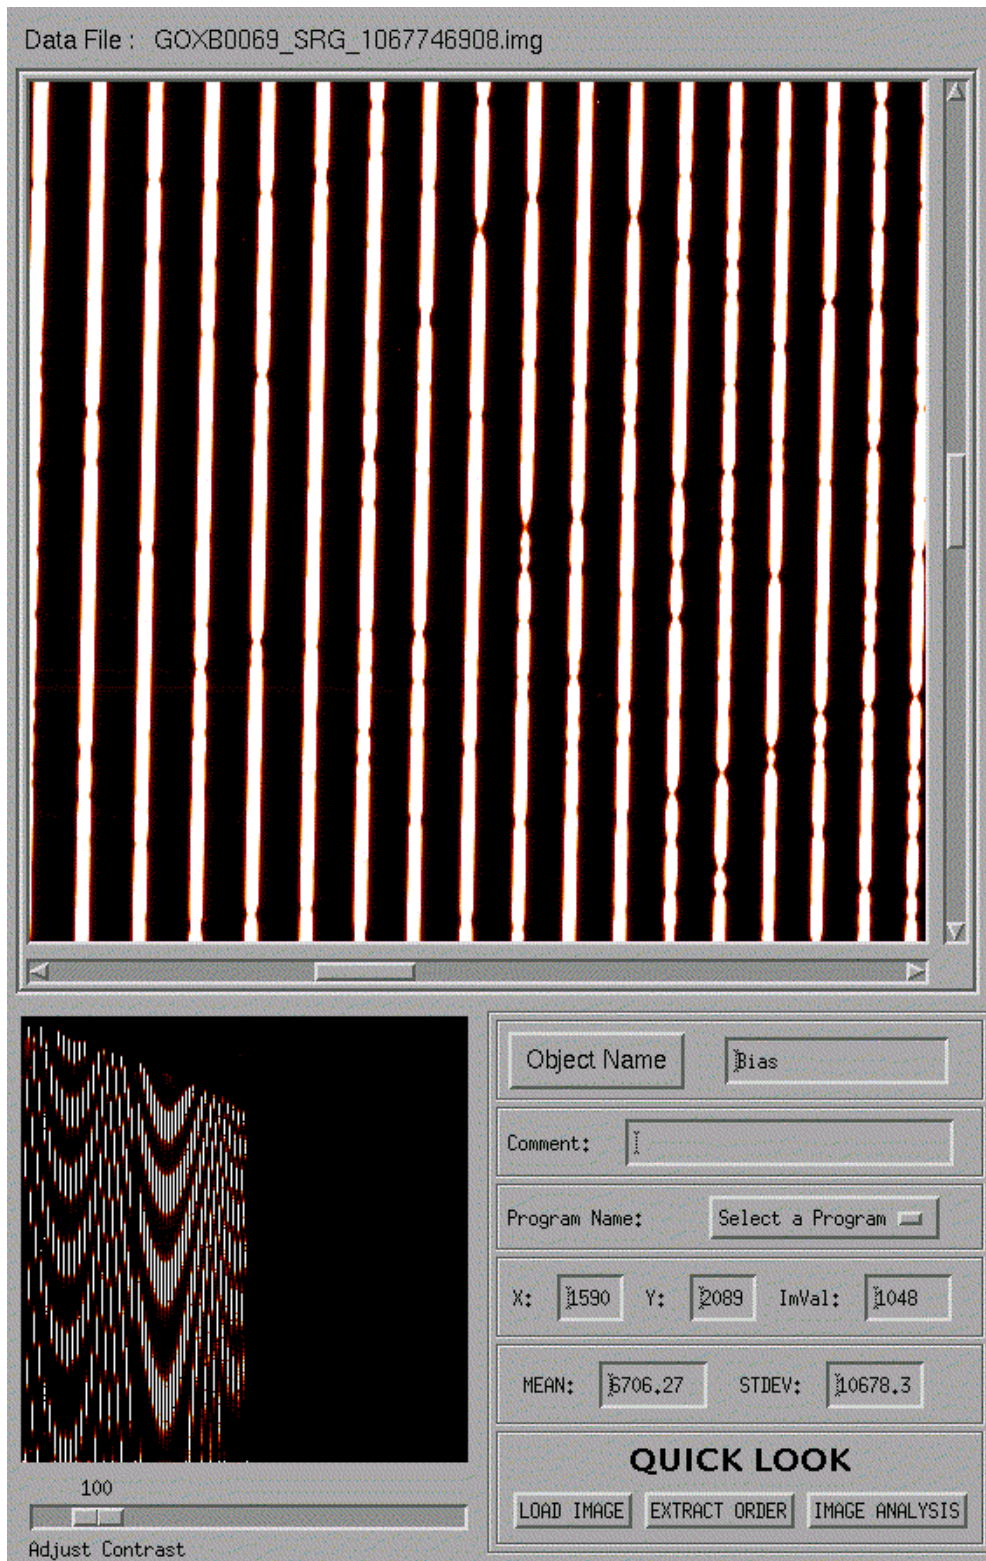 Data File : GOXB0069_SRG_1067746908.img
Object Name Bias
Comment:
Program Name: Select a Program
X: 1590 Y: 2089 ImVal: 1048
MEAN: 6706.27 STDEV: 10678.3
QUICK LOOK
LOAD IMAGE EXTRACT ORDER IMAGE ANALYSIS
100
Adjust Contrast